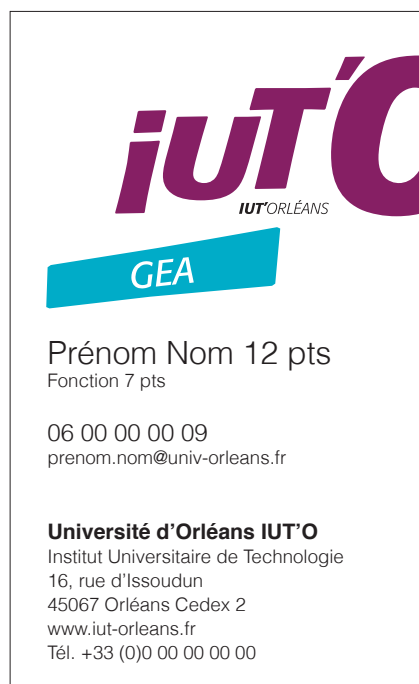 IUT'O
IUT'ORLÉANS
GEA
Prénom Nom 12 pts
Fonction 7 pts
06 00 00 00 09
prenom.nom@univ-orleans.fr
Université d'Orléans IUT'O
Institut Universitaire de Technologie
16, rue d'Issoudun
45067 Orléans Cedex 2
www.iut-orleans.fr
Tél. +33 (0)0 00 00 00 00